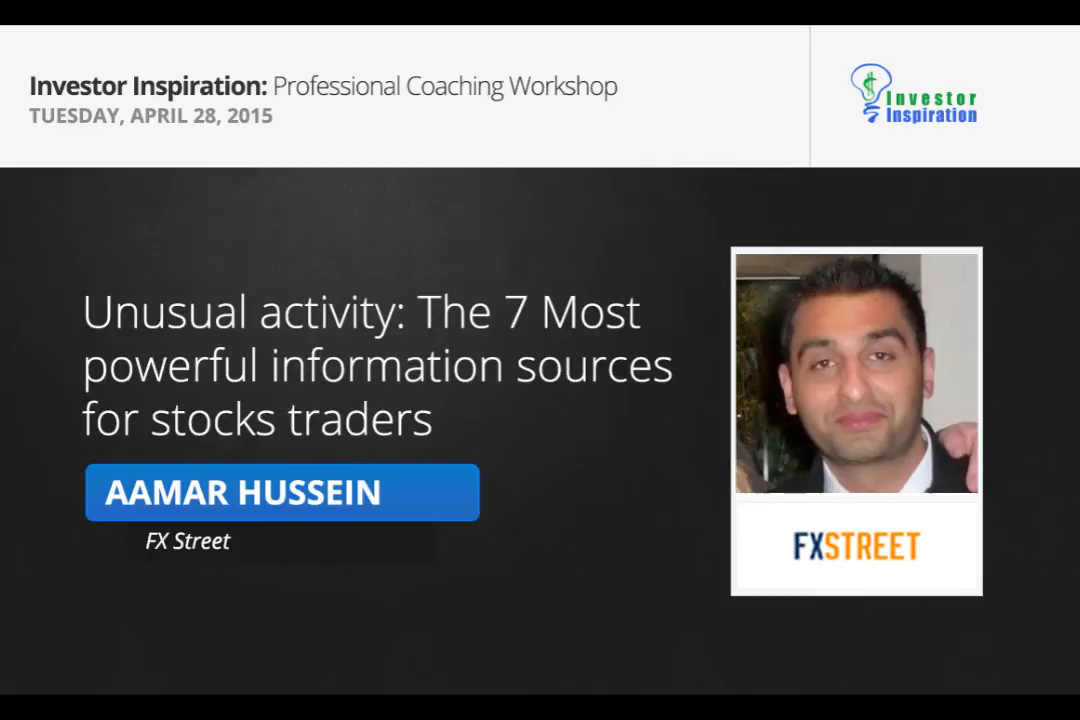 Investor Inspiration: Professional Coaching Workshop
TUESDAY, APRIL 28, 2015
$
Investor
Inspiration
Unusual activity: The 7 Most
powerful information sources
for stocks traders
AAMAR HUSSEIN
FX Street
FXSTREET